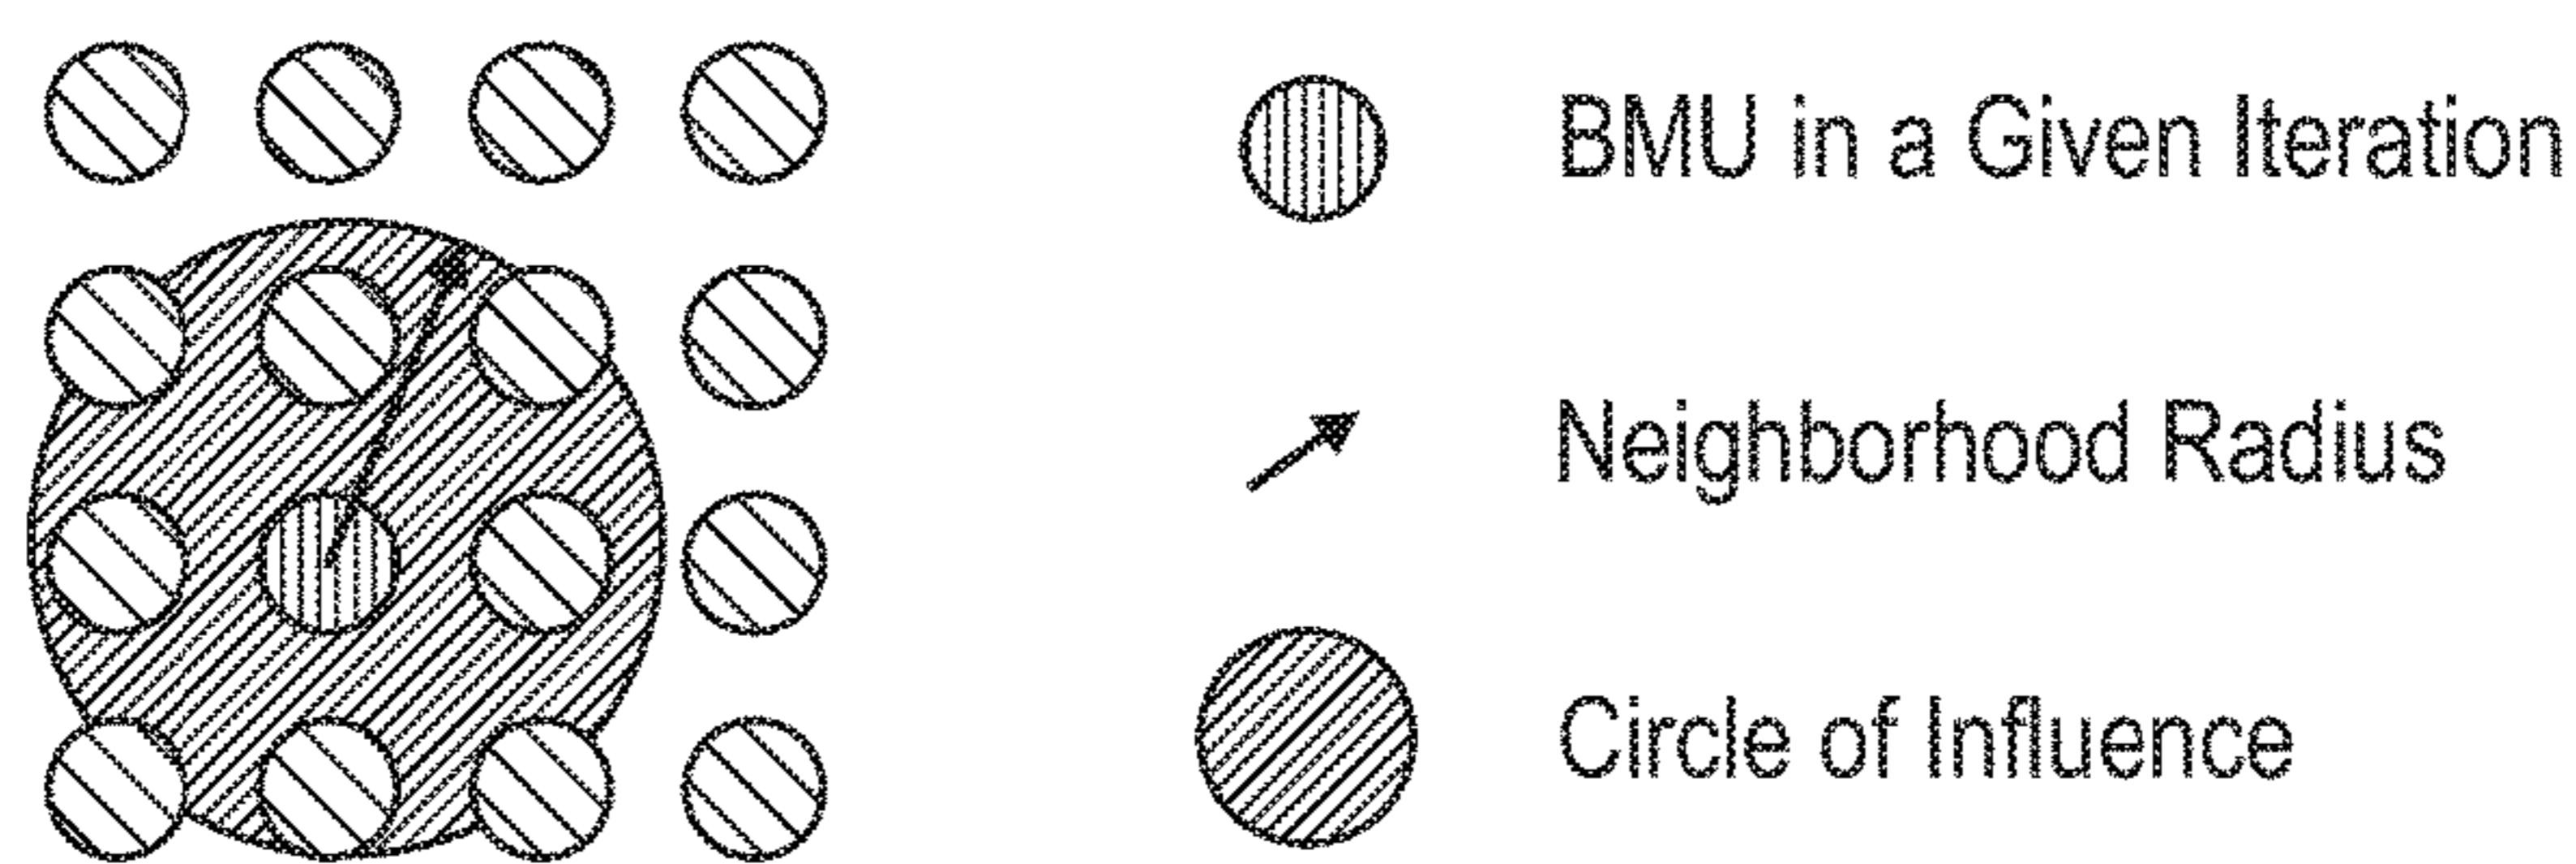 BMU in a Given Iteration
Neighborhood Radius
Circle of Influence